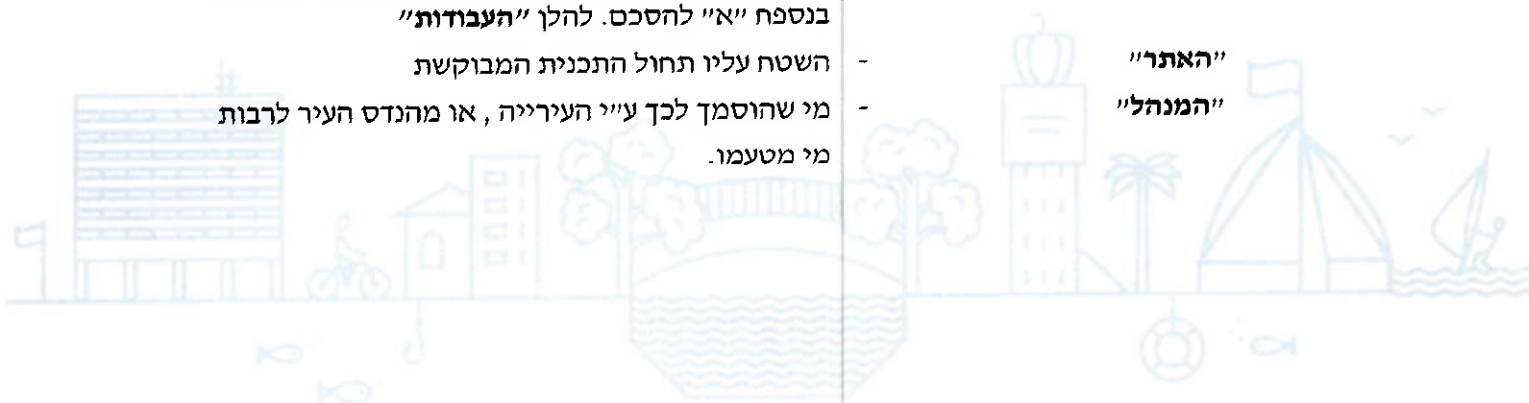 בנספח "א" להסכם. להלן "העבודות"
"האתר" - השטח עליו תחול התכנית המבוקשת
"המנהל" - מי שהוסמך לכך ע"י העירייה , או מהנדס העיר לרבות
מי מטעמו.